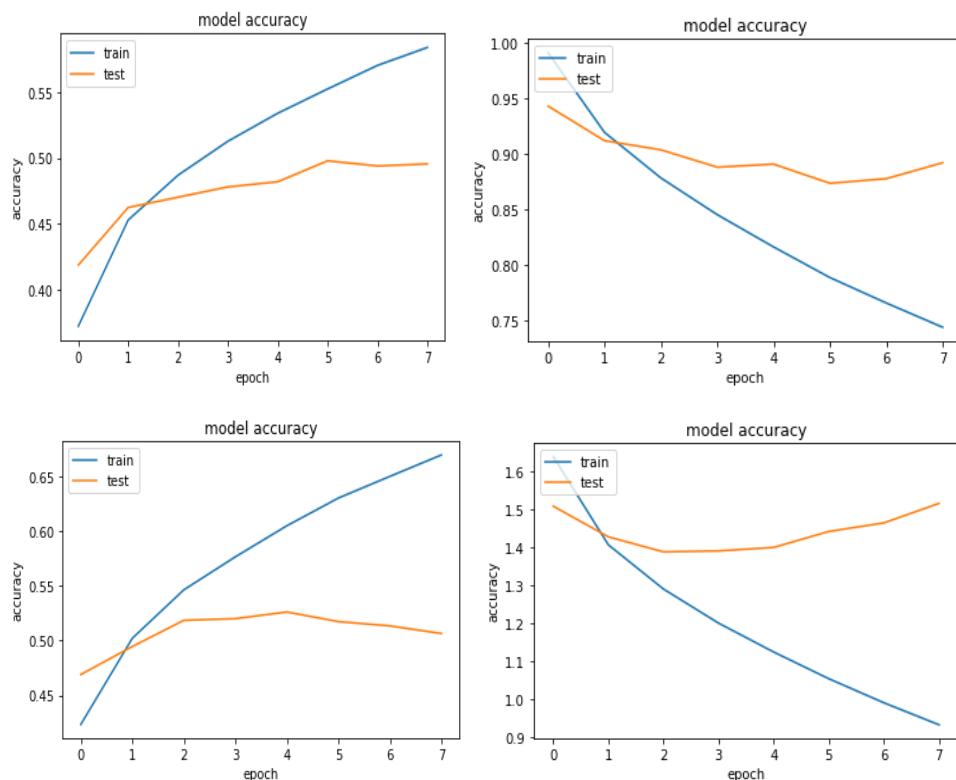 model accuracy
train
test
accuracy
0.55
0.50
0.45
0.40
0 1 2 3 4 5 6 7
epoch
model accuracy
train
test
accuracy
1.00
0.95
0.90
0.85
0.80
0.75
0 1 2 3 4 5 6 7
epoch
model accuracy
train
test
accuracy
0.65
0.60
0.55
0.50
0.45
0 1 2 3 4 5 6 7
epoch
model accuracy
train
test
accuracy
1.6
1.5
1.4
1.3
1.2
1.1
1.0
0.9
0 1 2 3 4 5 6 7
epoch